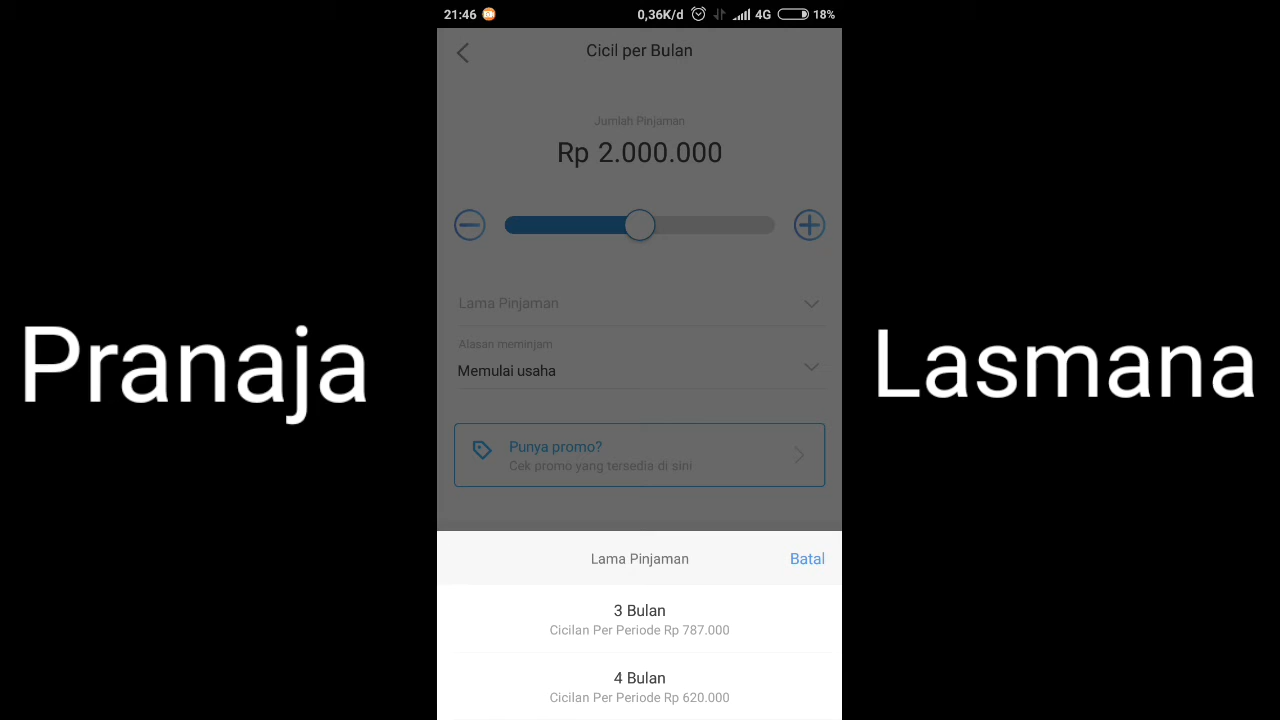 21:46 0,36K/d 4G 18%
Cicil per Bulan
Jumlah Pinjaman
Rp 2.000.000
Lama Pinjaman
Alasan meminjam
Memulai usaha
Pranaja
Lasmana
Punya promo?
Cek promo yang tersedia di sini
Lama Pinjaman Batal
3 Bulan
Cicilan Per Periode Rp 787.000
4 Bulan
Cicilan Per Periode Rp 620.000